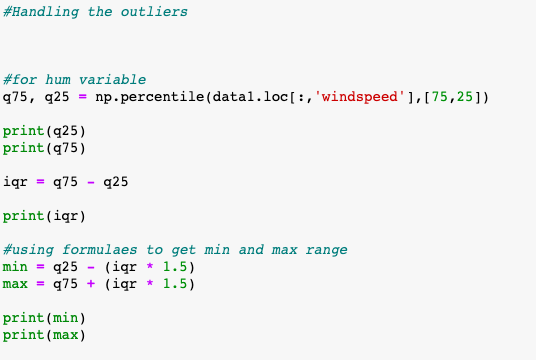 #Handling the outliers
#for hum variable
q75, q25 = np.percentile(data1.loc[:,'windspeed'],[75,25])
print(q25)
print(q75)
iqr = q75 - q25
print(iqr)
#using formulaes to get min and max range
min = q25 - (iqr * 1.5)
max = q75 + (iqr * 1.5)
print(min)
print(max)